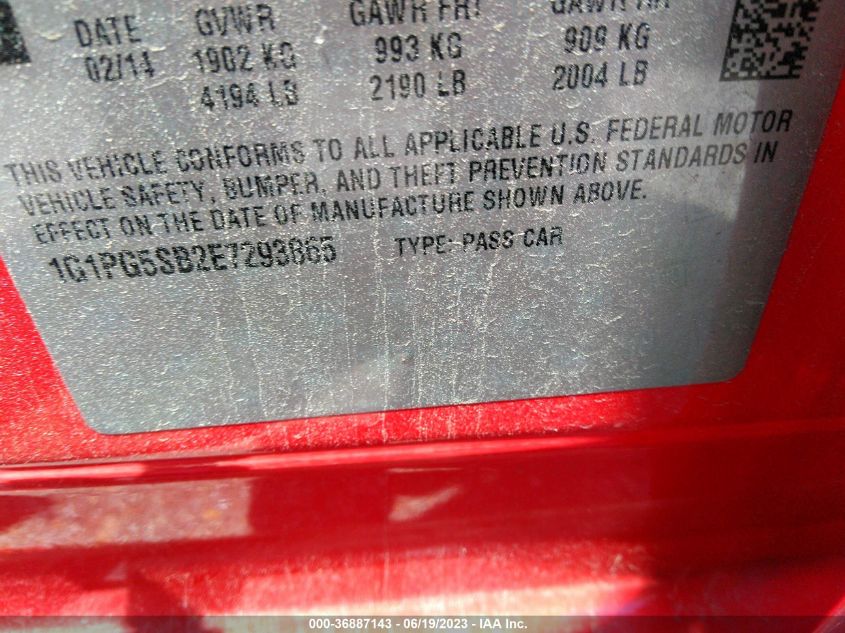 DATE GVWR GAWR FRT GAWR RR
02/14 1902 KG 993 KG 909 KG
4194 LB 2190 LB 2004 LB
THIS VEHICLE CONFORMS TO ALL APPLICABLE U.S. FEDERAL MOTOR
VEHICLE SAFETY, BUMPER, AND THEFT PREVENTION STANDARDS IN
EFFECT ON THE DATE OF MANUFACTURE SHOWN ABOVE.
1G1PG5SB2E7293865 TYPE: PASS CAR
000-36887143 - 06/19/2023 - IAA Inc.